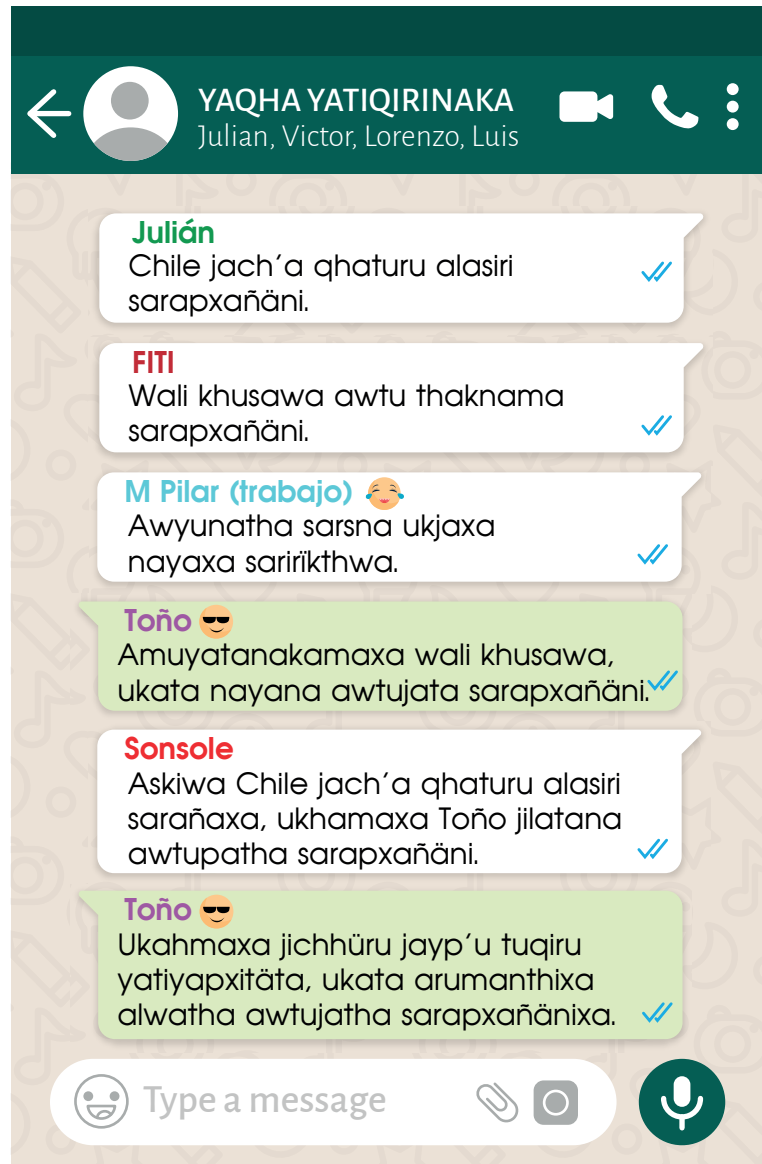 YAQHA YATIQIRINAKA
Julian, Victor, Lorenzo, Luis
Julián
Chile jach´a qhaturu alasiri
sarapxañäni.
FITI
Wali khusawa awtu thaknama
sarapxañäni.
M Pilar (trabajo)
Awyunatha sarsna ukjaxa
nayaxa sarirïkthwa.
Toño
Amuyatanakamaxa wali khusawa,
ukata nayana awtujata sarapxañäni.
Sonsole
Askiwa Chile jach´a qhaturu alasiri
sarañaxa, ukhamaxa Toño jilatana
awtupatha sarapxañäni.
Toño
Ukahmaxa jichhüru jayp´u tuqiru
yatiyapxitäta, ukata arumanthixa
alwatha awtujatha sarapxañänixa.
Type a message